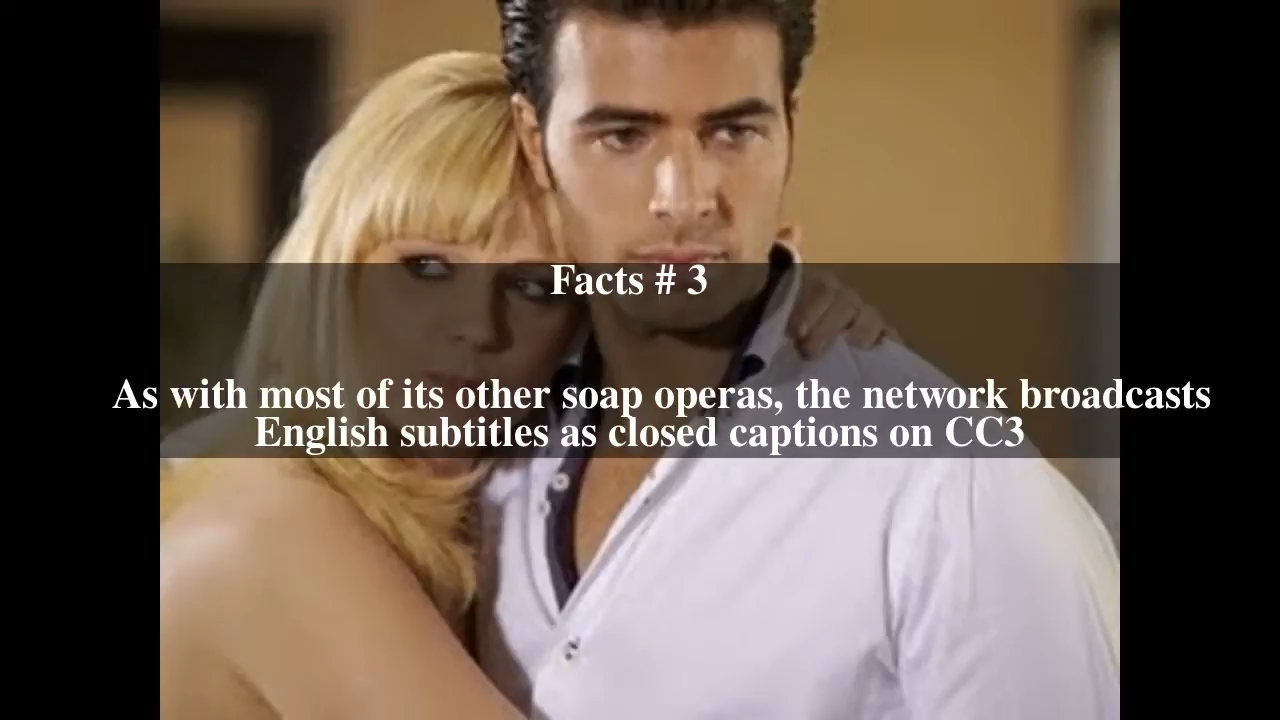 Facts # 3
As with most of its other soap operas, the network broadcasts
English subtitles as closed captions on CC3